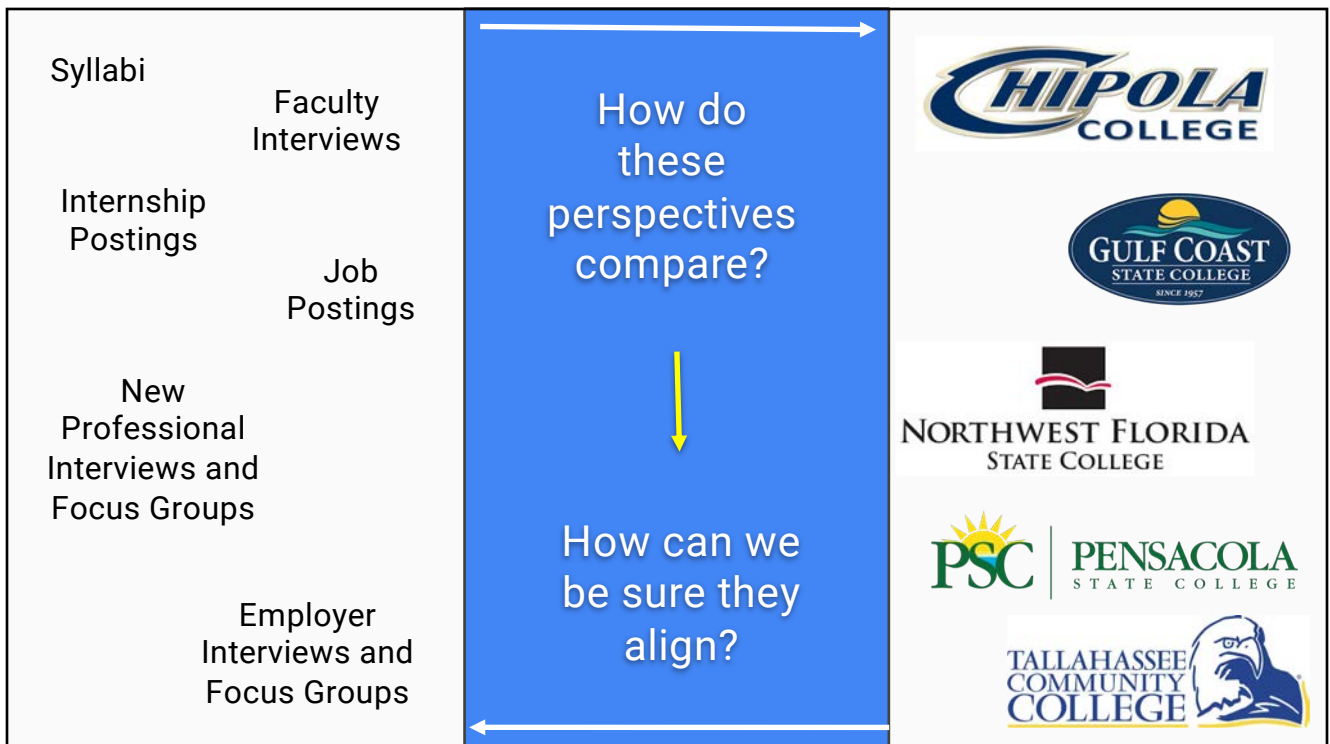 Syllabi
Faculty
Interviews
Internship
Postings
Job
Postings
New
Professional
Interviews and
Focus Groups
Employer
Interviews and
Focus Groups
How do
these
perspectives
compare?
How can we
be sure they
align?
CHIPOLA
COLLEGE
GULF COAST
STATE COLLEGE
SINCE 1957
NORTHWEST FLORIDA
STATE COLLEGE
PSC PENSACOLA
STATE COLLEGE
TALLAHASSEE
COMMUNITY
COLLEGE